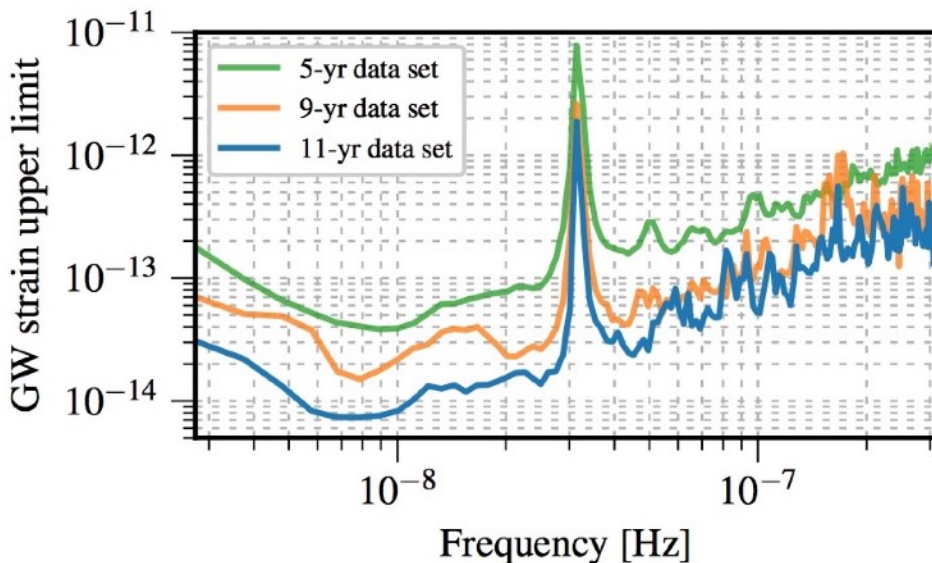 10⁻¹¹
10⁻¹²
10⁻¹³
10⁻¹⁴
GW strain upper limit
5-yr data set
9-yr data set
11-yr data set
10⁻⁸
10⁻⁷
Frequency [Hz]